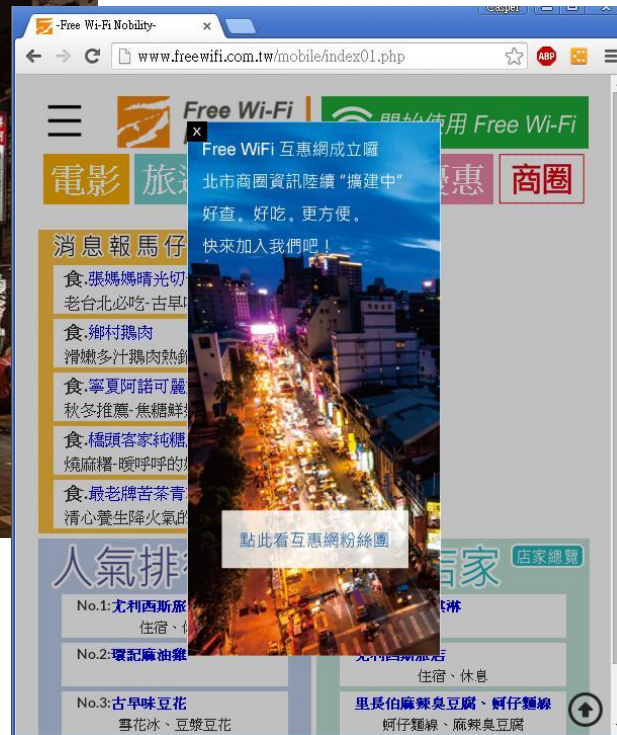 Casper
-Free Wi-Fi Nobility-
www.freewifi.com.tw/mobile/index01.php
ABP
Free Wi-Fi
開始使用 Free Wi-Fi
電影 旅 惠 商圈
X
Free WiFi 互惠網成立囉
北市商圈資訊陸續“擴建中”
好查。好吃。更方便。
快來加入我們吧！
點此看互惠網粉絲團
消息報馬仔
食.張媽媽晴光切
老台北必吃-古早
食.鄉村鵝肉
滑嫩多汁鵝肉熱
食.寧夏阿諾可麗
秋冬推薦-焦糖鮮
食.橋頭客家純糖
燒麻糬-暖呼呼的
食.最老牌苦茶青
清心養生降火氣的
人氣排
No.1:尤利西斯旅
住宿、
No.2:環記麻油雞
No.3:古早味豆花
雪花冰、豆漿豆花
店家
店家總覽
淋
尤利西斯旅店
住宿、休息
里長伯麻辣臭豆腐、蚵仔麵線
蚵仔麵線、麻辣臭豆腐